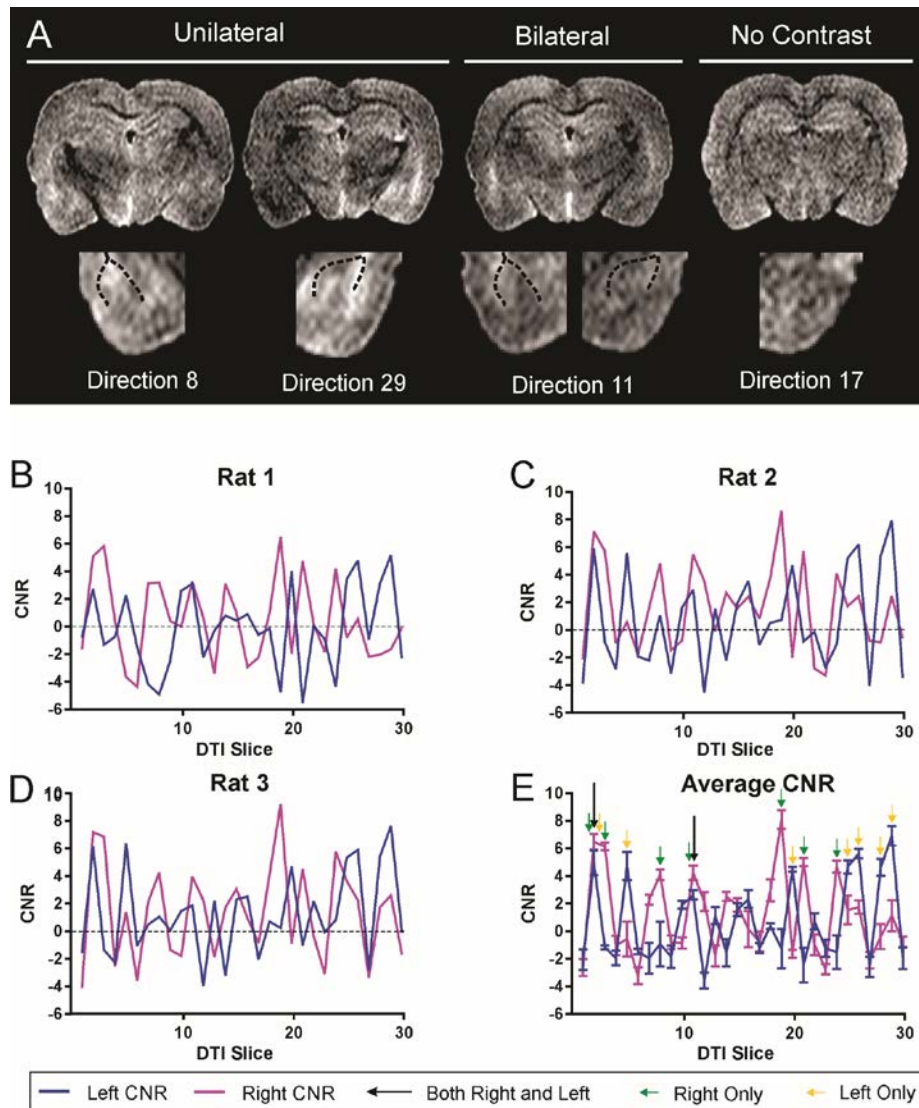 A
Unilateral
Bilateral
No Contrast
Direction 8
Direction 29
Direction 11
Direction 17
B
Rat 1
10
8
6
4
2
0
-2
-4
-6
CNR
10
20
30
DTI Slice
C
Rat 2
10
8
6
4
2
0
-2
-4
-6
CNR
10
20
30
DTI Slice
D
Rat 3
10
8
6
4
2
0
-2
-4
-6
CNR
10
20
30
DTI Slice
E
Average CNR
10
8
6
4
2
0
-2
-4
-6
CNR
10
20
30
DTI Slice
Left CNR
Right CNR
Both Right and Left
Right Only
Left Only